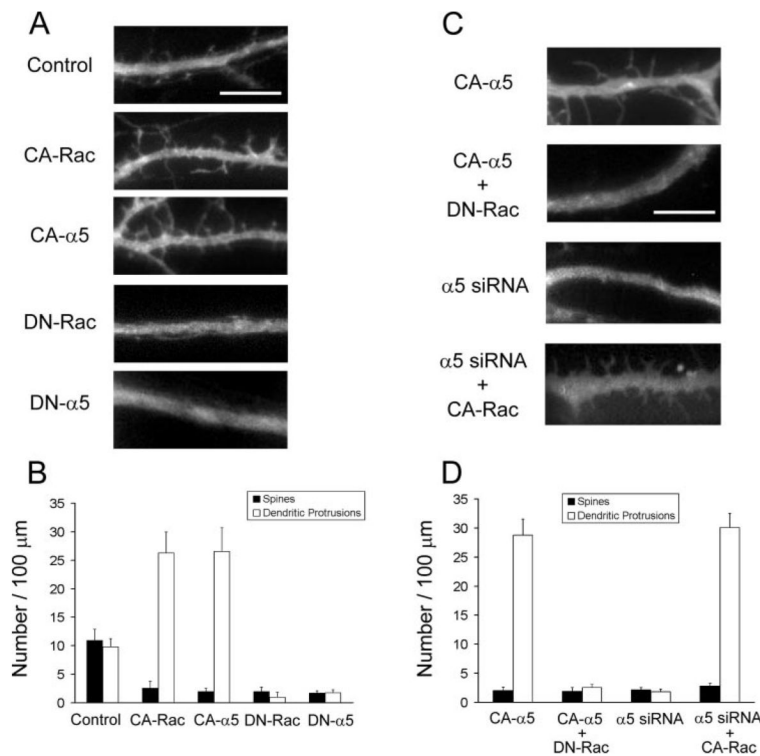 A
Control
CA-Rac
CA-α5
DN-Rac
DN-α5
B
Spines
Dendritic Protrusions
Number / 100 μm
35
30
25
20
15
10
5
0
Control CA-Rac CA-α5 DN-Rac DN-α5
C
CA-α5
CA-α5
+
DN-Rac
α5 siRNA
α5 siRNA
+
CA-Rac
D
Spines
Dendritic Protrusions
Number / 100 μm
35
30
25
20
15
10
5
0
CA-α5 CA-α5 α5 siRNA α5 siRNA
+ +
DN-Rac CA-Rac